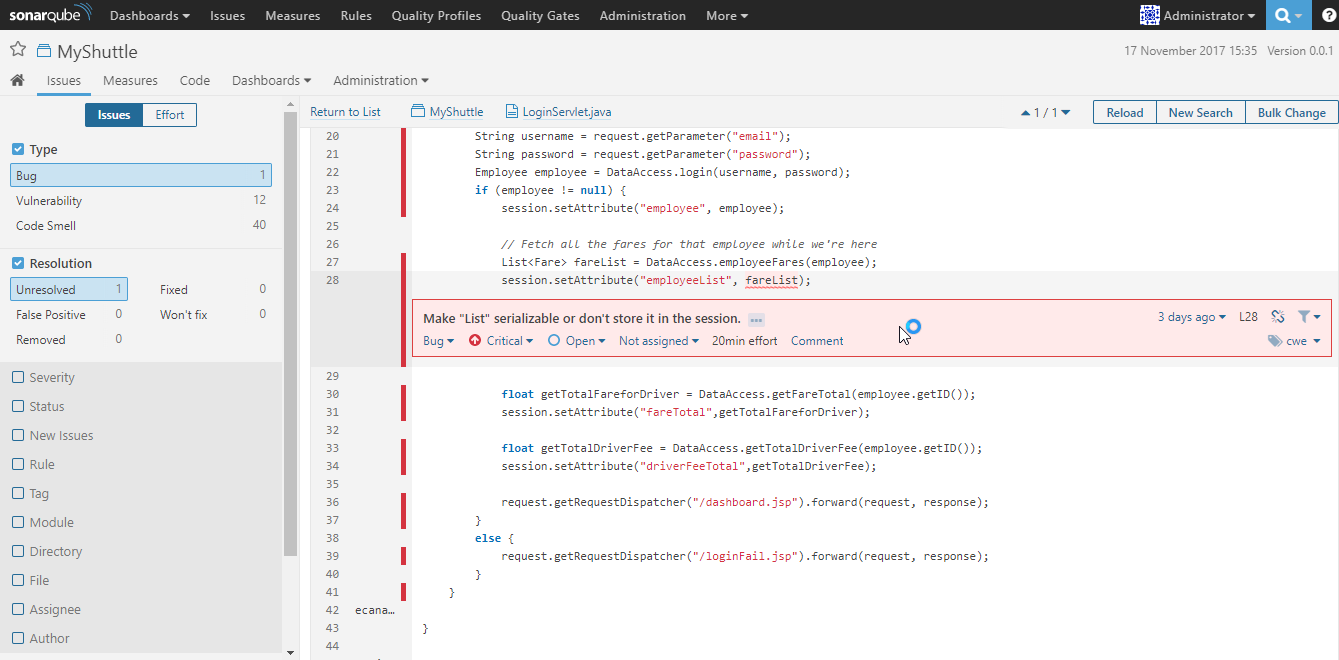 sonarqube Dashboards Issues Measures Rules Quality Profiles Quality Gates Administration More Administrator ?
MyShuttle 17 November 2017 15:35 Version 0.0.1
Issues Measures Code Dashboards Administration
Issues Effort
Type
Bug 1
Vulnerability 12
Code Smell 40
Resolution
Unresolved 1 Fixed 0
False Positive 0 Won't fix 0
Removed 0
Severity
Status
New Issues
Rule
Tag
Module
Directory
File
Assignee
Author
Return to List MyShuttle LoginServlet.java 1 / 1 Reload New Search Bulk Change
20 String username = request.getParameter("email");
21 String password = request.getParameter("password");
22 Employee employee = DataAccess.login(username, password);
23 if (employee != null) {
24 session.setAttribute("employee", employee);
25
26 // Fetch all the fares for that employee while we're here
27 List<Fare> fareList = DataAccess.employeeFares(employee);
28 session.setAttribute("employeeList", fareList);
Make "List" serializable or don't store it in the session. ... 3 days ago L28
Bug Critical Open Not assigned 20min effort Comment cwe
29
30 float getTotalFareforDriver = DataAccess.getFareTotal(employee.getID());
31 session.setAttribute("fareTotal",getTotalFareforDriver);
32
33 float getTotalDriverFee = DataAccess.getTotalDriverFee(employee.getID());
34 session.setAttribute("driverFeeTotal",getTotalDriverFee);
35
36 request.getRequestDispatcher("/dashboard.jsp").forward(request, response);
37 }
38 else {
39 request.getRequestDispatcher("/loginFail.jsp").forward(request, response);
40 }
41 }
42 ecana…
43 }
44